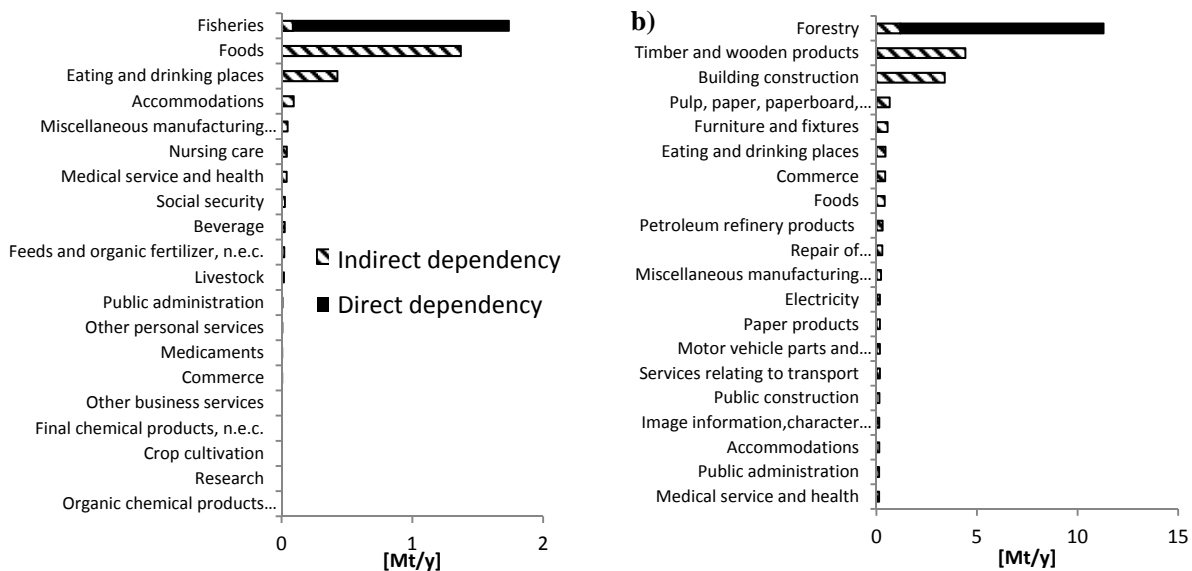 Fisheries
Foods
Eating and drinking places
Accommodations
Miscellaneous manufacturing…
Nursing care
Medical service and health
Social security
Beverage
Feeds and organic fertilizer, n.e.c.
Livestock
Public administration
Other personal services
Medicaments
Commerce
Other business services
Final chemical products, n.e.c.
Crop cultivation
Research
Organic chemical products…
Indirect dependency
Direct dependency
0 1 2
[Mt/y]
b)
Forestry
Timber and wooden products
Building construction
Pulp, paper, paperboard,…
Furniture and fixtures
Eating and drinking places
Commerce
Foods
Petroleum refinery products
Repair of…
Miscellaneous manufacturing…
Electricity
Paper products
Motor vehicle parts and…
Services relating to transport
Public construction
Image information,character…
Accommodations
Public administration
Medical service and health
0 5 10 15
[Mt/y]